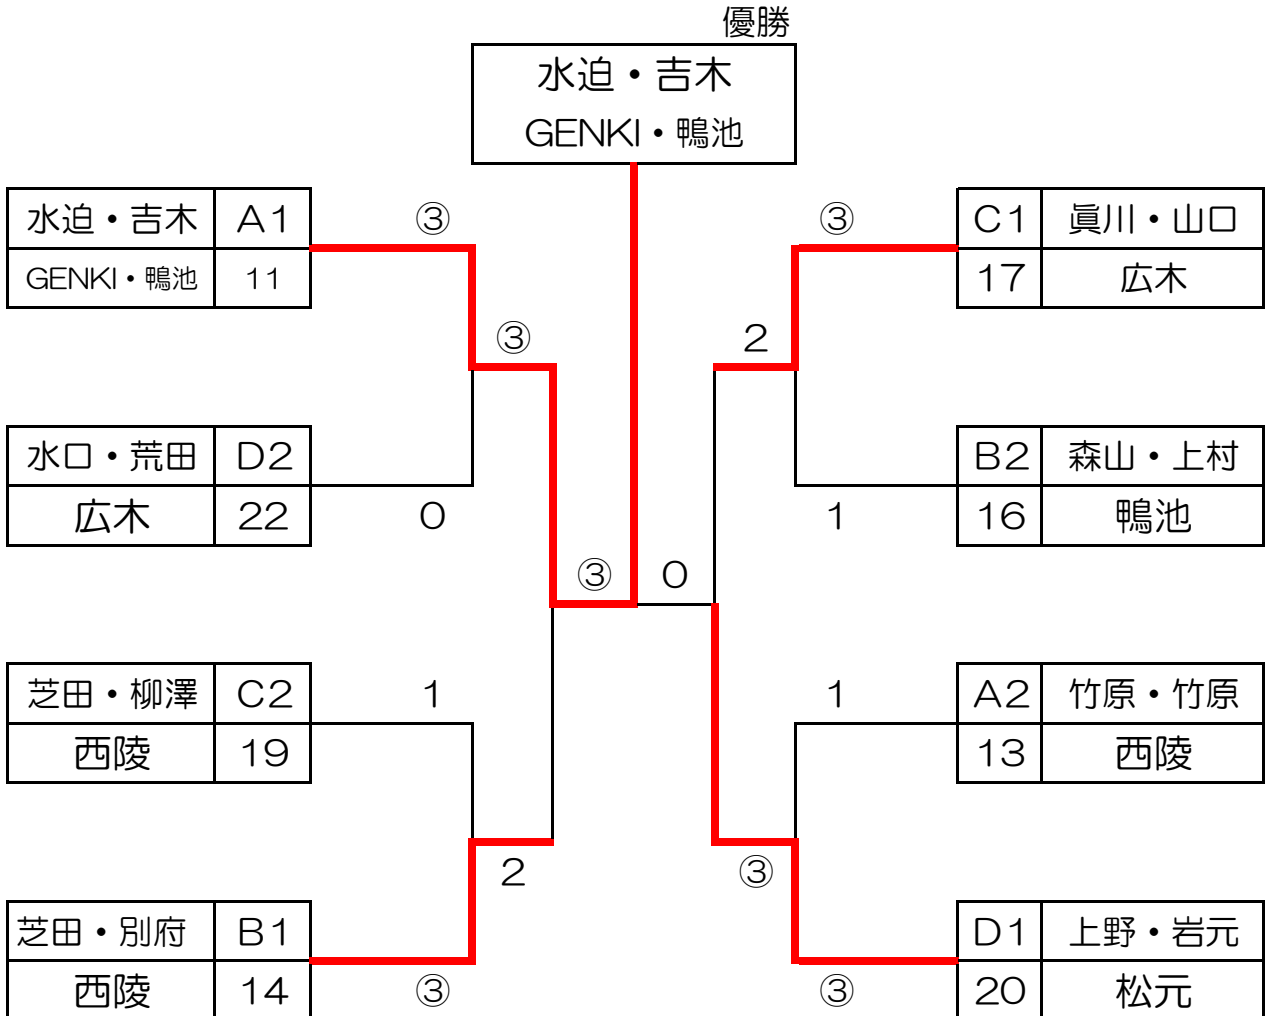 優勝
水迫・吉木
GENKI・鴨池
水迫・吉木 A1 ③ ③ C1 眞川・山口
GENKI・鴨池 11 17 広木
③ 2
水口・荒田 D2 B2 森山・上村
広木 22 0 1 16 鴨池
③ 0
芝田・柳澤 C2 1 1 A2 竹原・竹原
西陵 19 13 西陵
2 ③
芝田・別府 B1 D1 上野・岩元
西陵 14 ③ ③ 20 松元